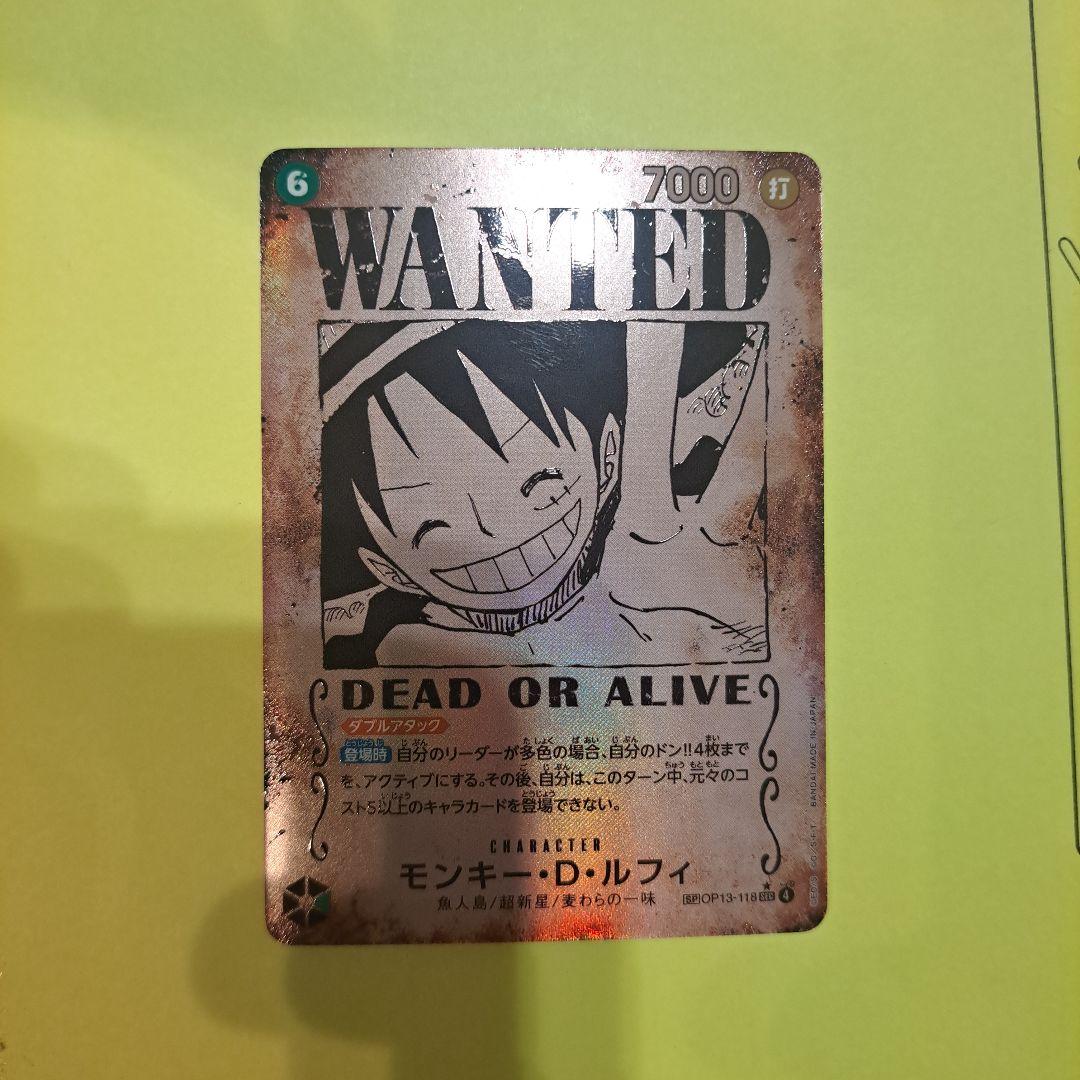 6
7000
打
WANTED
DEAD OR ALIVE
ダブルアタック
登場時 自分のリーダーが多色の場合、自分のドン!!4枚まで
を、アクティブにする。その後、自分は、このターン中、元々のコ
スト5以上のキャラカードを登場できない。
CHARACTER
モンキー・D・ルフィ
魚人島/超新星/麦わらの一味
SP OP13-118 SEC 4
BANDAI MADE IN JAPAN